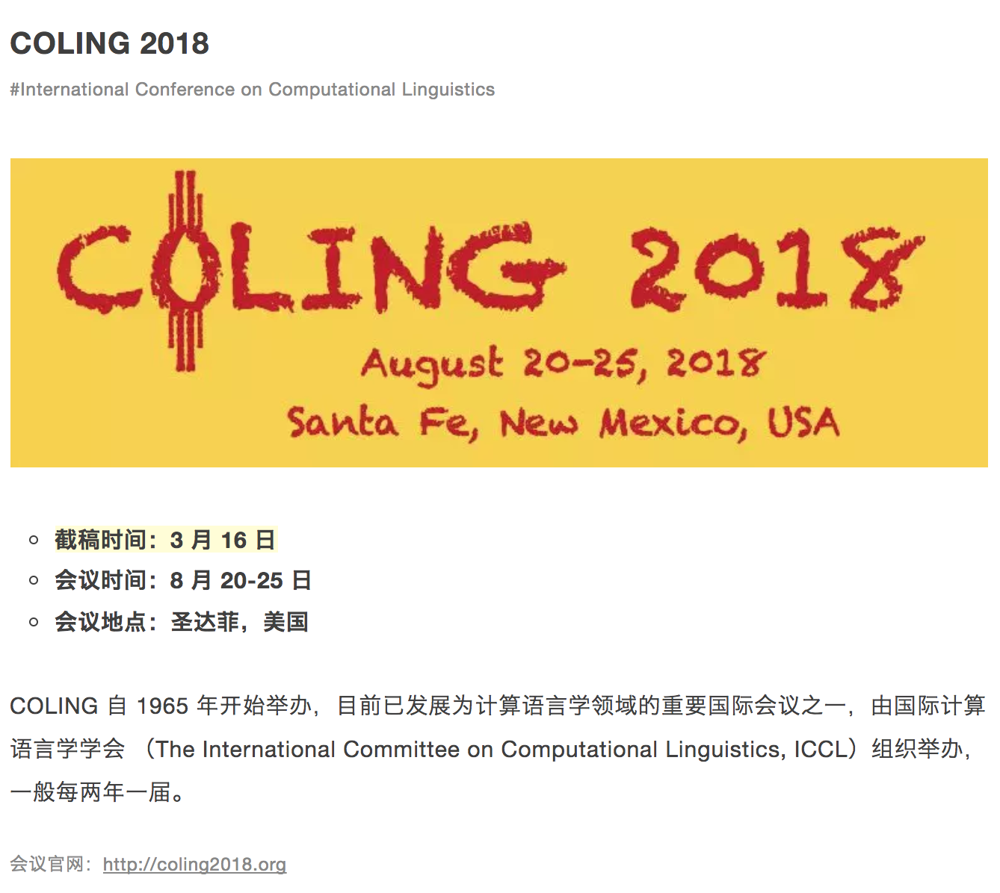 COLING 2018
#International Conference on Computational Linguistics
COLING 2018
August 20-25, 2018
Santa Fe, New Mexico, USA
截稿时间：3 月 16 日
会议时间：8 月 20-25 日
会议地点：圣达菲，美国
COLING 自 1965 年开始举办，目前已发展为计算语言学领域的重要国际会议之一，由国际计算
语言学学会 （The International Committee on Computational Linguistics, ICCL）组织举办，
一般每两年一届。
会议官网：http://coling2018.org